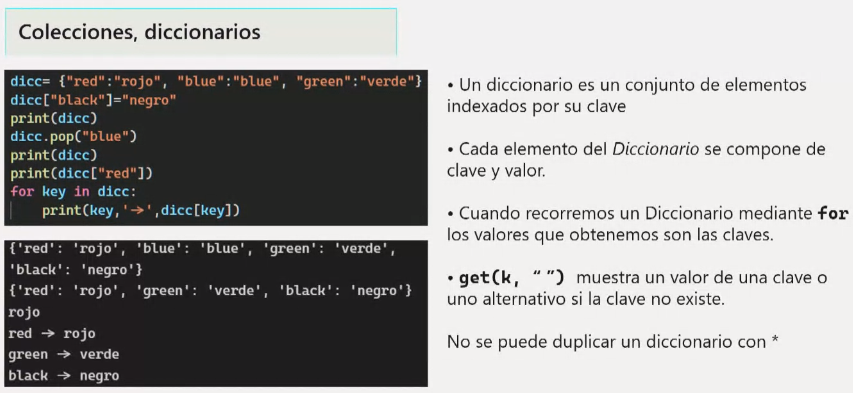 Colecciones, diccionarios
dicc= {"red":"rojo", "blue":"blue", "green":"verde"}
dicc["black"]="negro"
print(dicc)
dicc.pop("blue")
print(dicc)
print(dicc["red"])
for key in dicc:
    print(key,'→',dicc[key])
{'red': 'rojo', 'blue': 'blue', 'green': 'verde',
'black': 'negro'}
{'red': 'rojo', 'green': 'verde', 'black': 'negro'}
rojo
red → rojo
green → verde
black → negro
• Un diccionario es un conjunto de elementos
indexados por su clave
• Cada elemento del Diccionario se compone de
clave y valor.
• Cuando recorremos un Diccionario mediante for
los valores que obtenemos son las claves.
• get(k, “ ”) muestra un valor de una clave o
uno alternativo si la clave no existe.
No se puede duplicar un diccionario con *